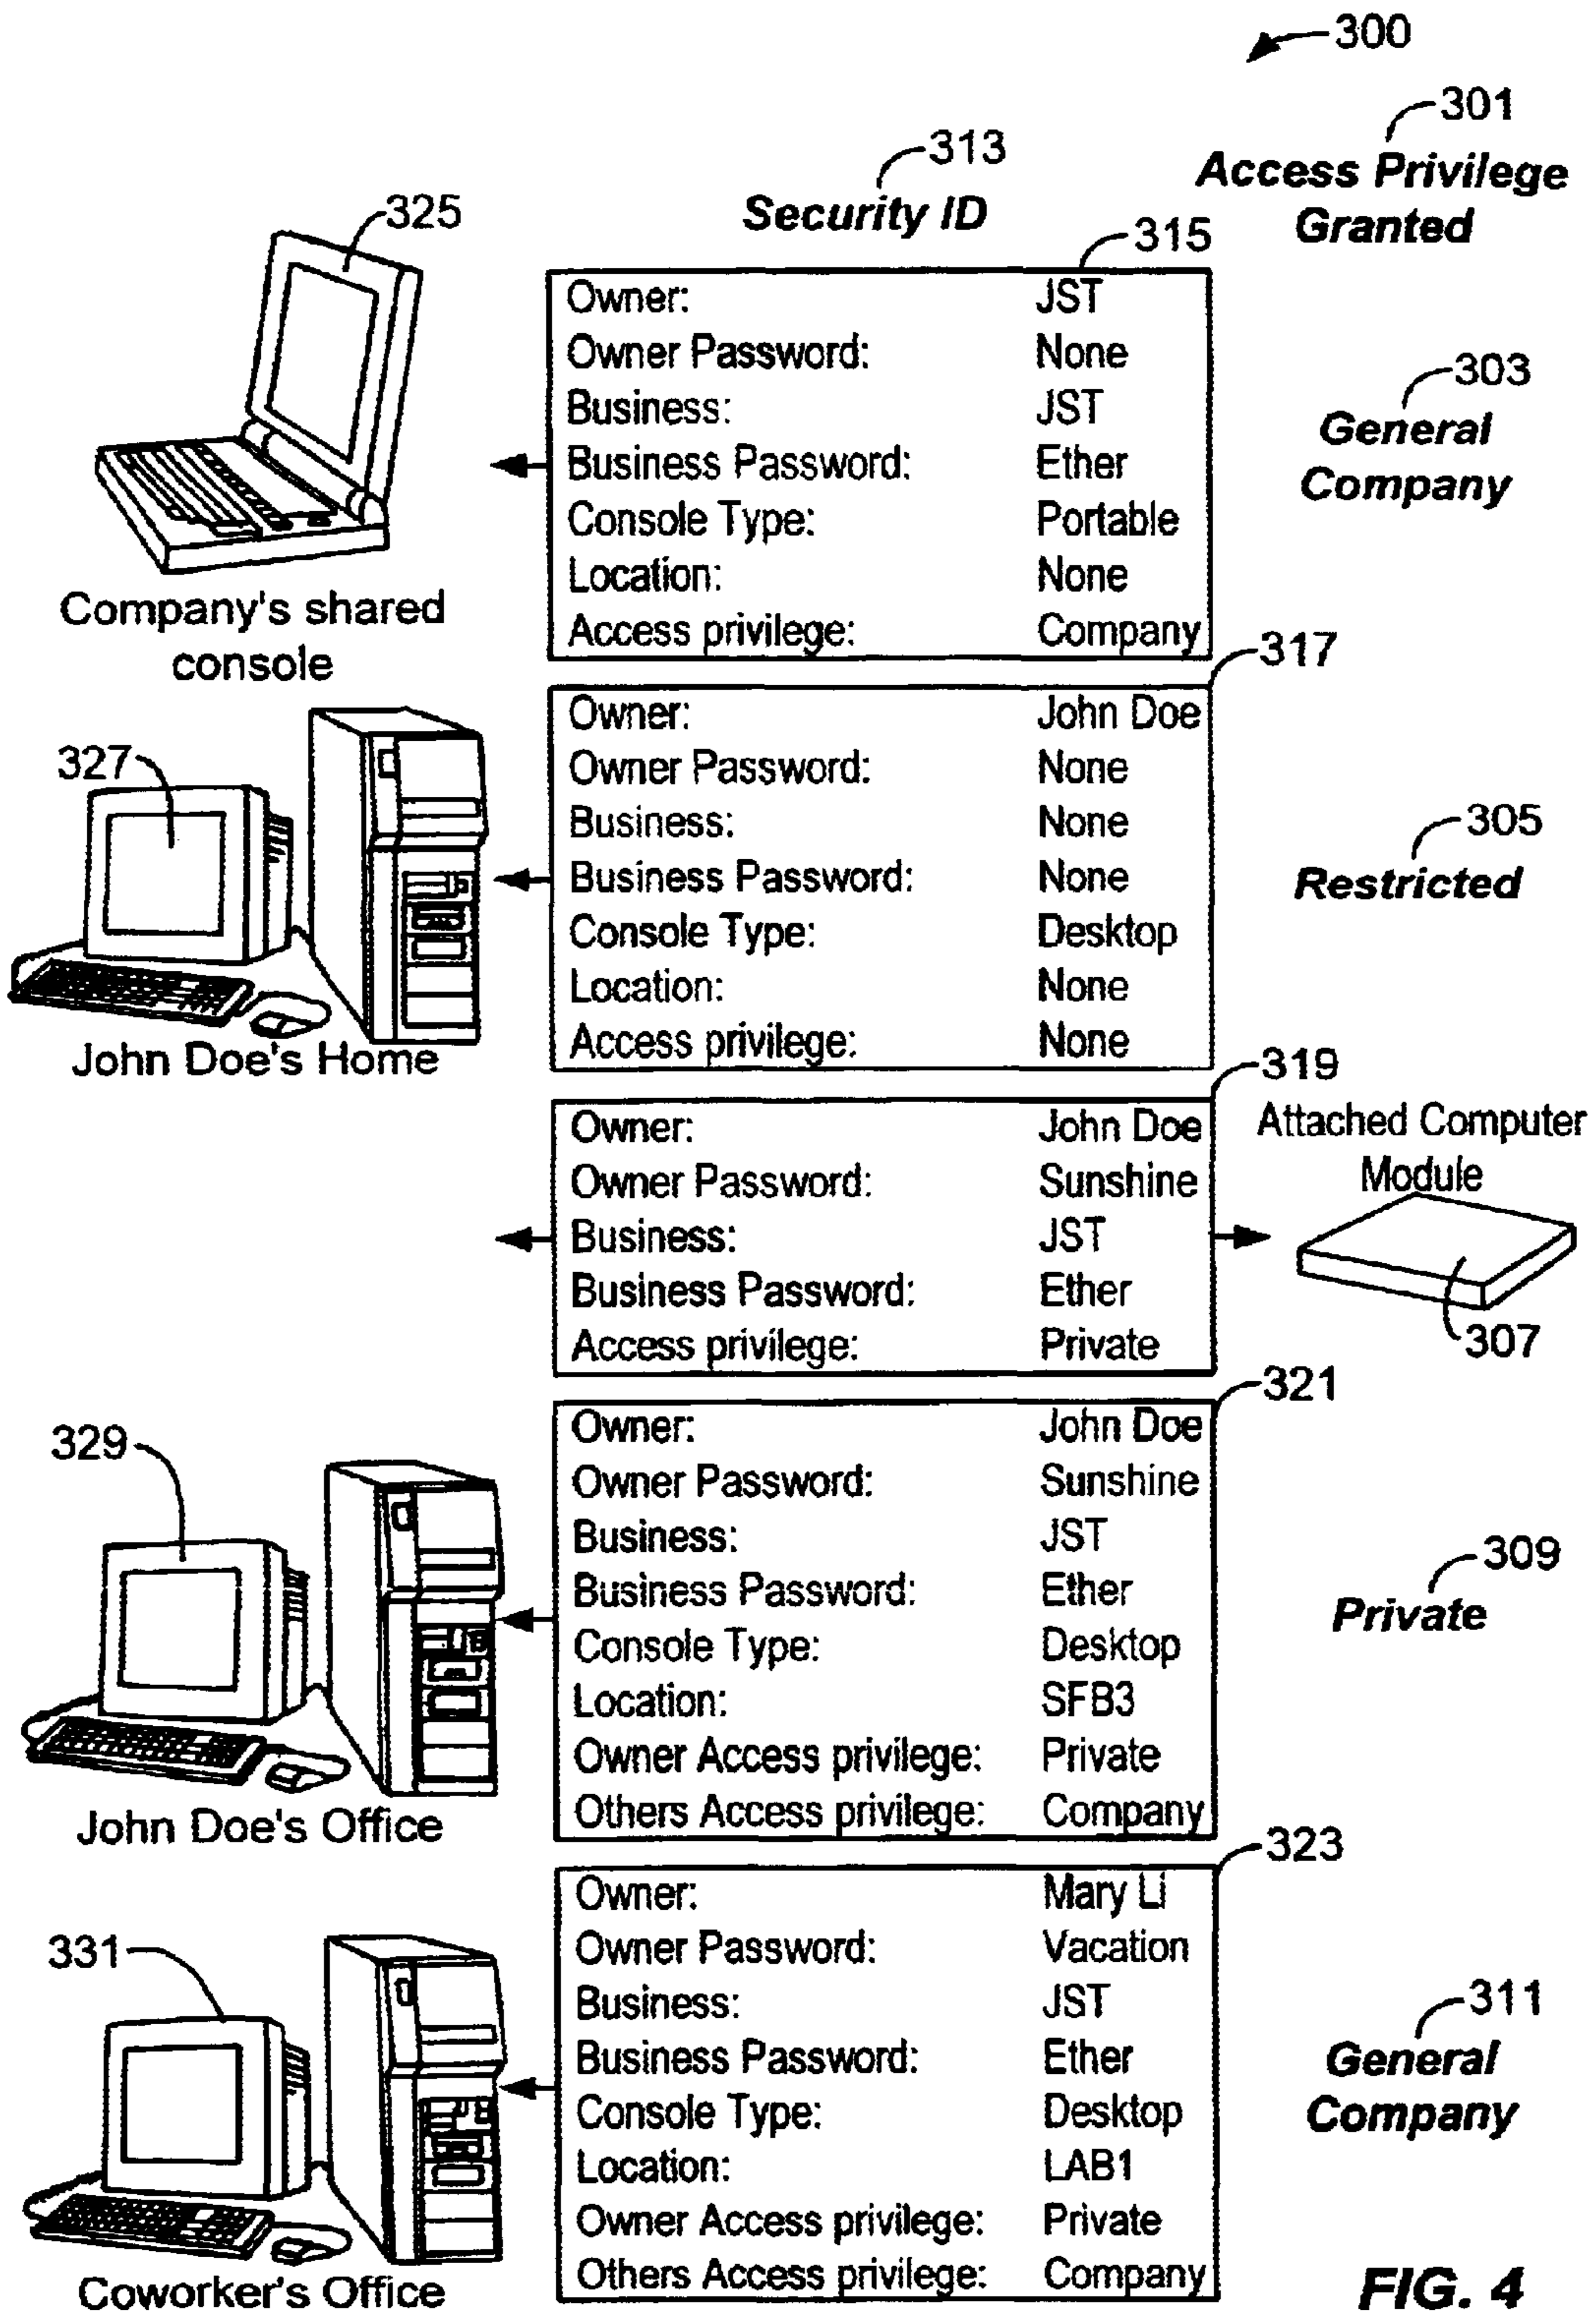 300
301
Access Privilege
Granted
313
Security ID
325
Company's shared
console
315
Owner: JST
Owner Password: None
Business: JST
Business Password: Ether
Console Type: Portable
Location: None
Access privilege: Company
303
General
Company
327
John Doe's Home
317
Owner: John Doe
Owner Password: None
Business: None
Business Password: None
Console Type: Desktop
Location: None
Access privilege: None
305
Restricted
319
Owner: John Doe
Owner Password: Sunshine
Business: JST
Business Password: Ether
Access privilege: Private
Attached Computer
Module
307
329
John Doe's Office
321
Owner: John Doe
Owner Password: Sunshine
Business: JST
Business Password: Ether
Console Type: Desktop
Location: SFB3
Owner Access privilege: Private
Others Access privilege: Company
309
Private
331
Coworker's Office
323
Owner: Mary Li
Owner Password: Vacation
Business: JST
Business Password: Ether
Console Type: Desktop
Location: LAB1
Owner Access privilege: Private
Others Access privilege: Company
311
General
Company
FIG. 4